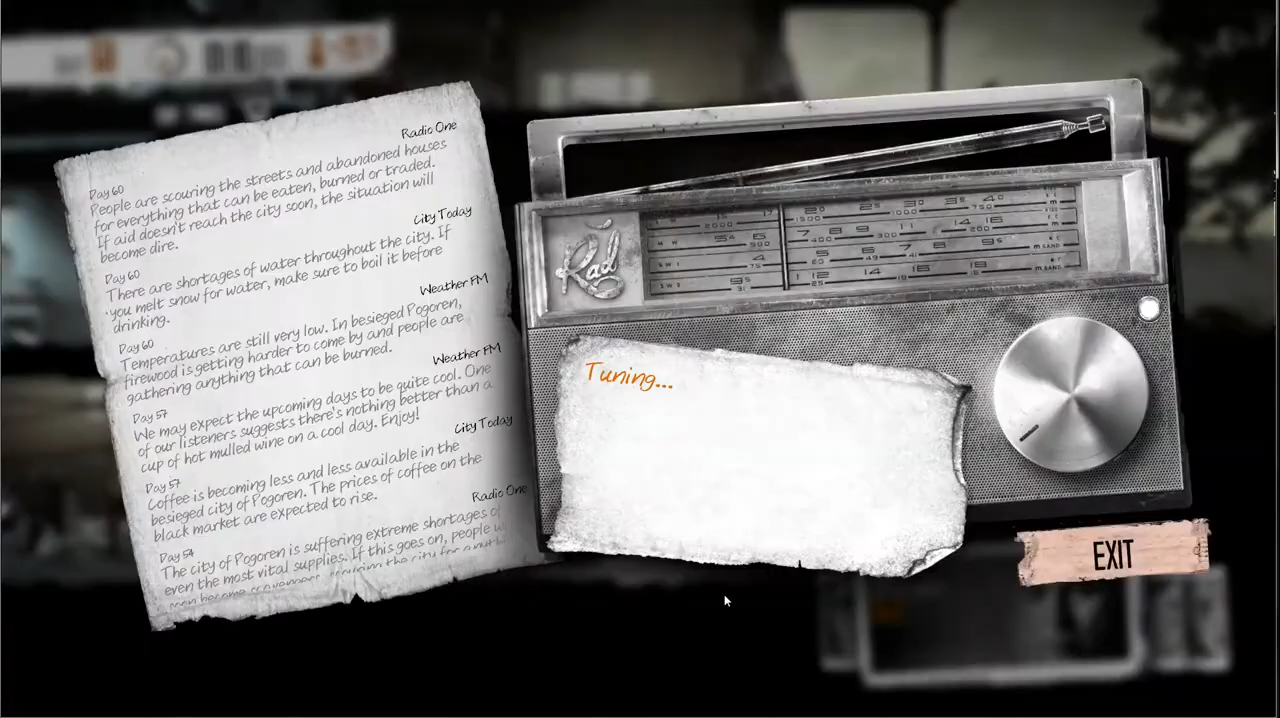 Radio One
Day 60
People are scouring the streets and abandoned houses
for everything that can be eaten, burned or traded.
If aid doesn't reach the city soon, the situation will
become dire.
City Today
Day 60
There are shortages of water throughout the city. If
you melt snow for water, make sure to boil it before
drinking.
Weather FM
Day 60
Temperatures are still very low. In besieged Pogoren,
firewood is getting harder to come by and people are
gathering anything that can be burned.
Weather FM
Day 57
We may expect the upcoming days to be quite cool. One
of our listeners suggests there's nothing better than a
cup of hot mulled wine on a cool day. Enjoy!
City Today
Day 57
Coffee is becoming less and less available in the
besieged city of Pogoren. The prices of coffee on the
black market are expected to rise.
Radio One
Day 54
The city of Pogoren is suffering extreme shortages of
even the most vital supplies. If this goes on, people
Rad
Tuning...
EXIT